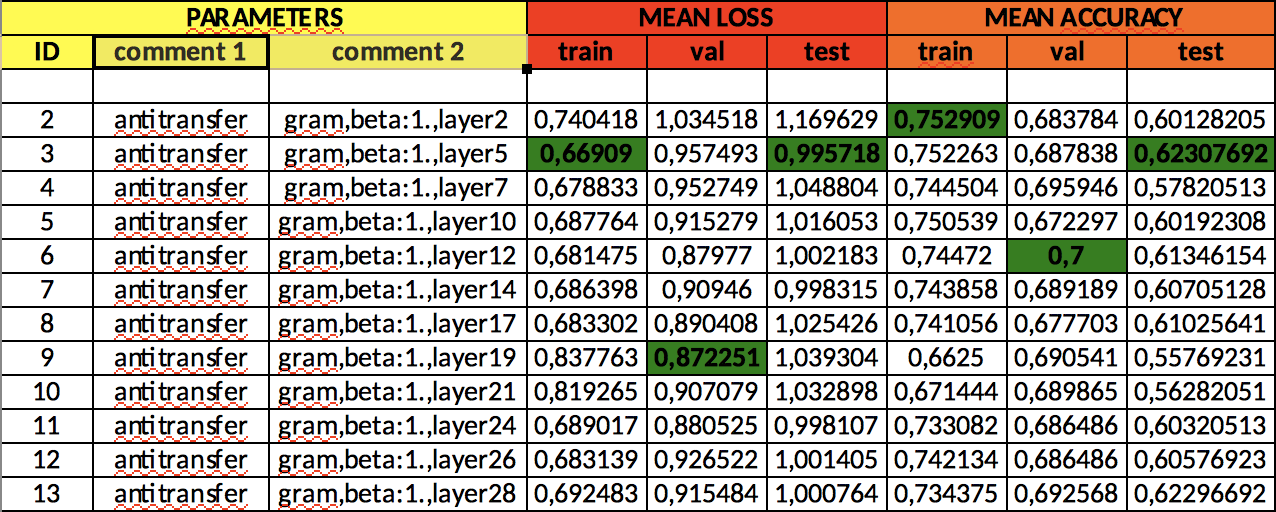 PARAMETERS MEAN LOSS MEAN ACCURACY
ID comment 1 comment 2 train val test train val test
2 antitransfer gram,beta:1.,layer2 0,740418 1,034518 1,169629 0,752909 0,683784 0,60128205
3 antitransfer gram,beta:1.,layer5 0,66909 0,957493 0,995718 0,752263 0,687838 0,62307692
4 antitransfer gram,beta:1.,layer7 0,678833 0,952749 1,048804 0,744504 0,695946 0,57820513
5 antitransfer gram,beta:1.,layer10 0,687764 0,915279 1,016053 0,750539 0,672297 0,60192308
6 antitransfer gram,beta:1.,layer12 0,681475 0,87977 1,002183 0,74472 0,7 0,61346154
7 antitransfer gram,beta:1.,layer14 0,686398 0,90946 0,998315 0,743858 0,689189 0,60705128
8 antitransfer gram,beta:1.,layer17 0,683302 0,890408 1,025426 0,741056 0,677703 0,61025641
9 antitransfer gram,beta:1.,layer19 0,837763 0,872251 1,039304 0,6625 0,690541 0,55769231
10 antitransfer gram,beta:1.,layer21 0,819265 0,907079 1,032898 0,671444 0,689865 0,56282051
11 antitransfer gram,beta:1.,layer24 0,689017 0,880525 0,998107 0,733082 0,686486 0,60320513
12 antitransfer gram,beta:1.,layer26 0,683139 0,926522 1,001405 0,742134 0,686486 0,60576923
13 antitransfer gram,beta:1.,layer28 0,692483 0,915484 1,000764 0,734375 0,692568 0,62296692